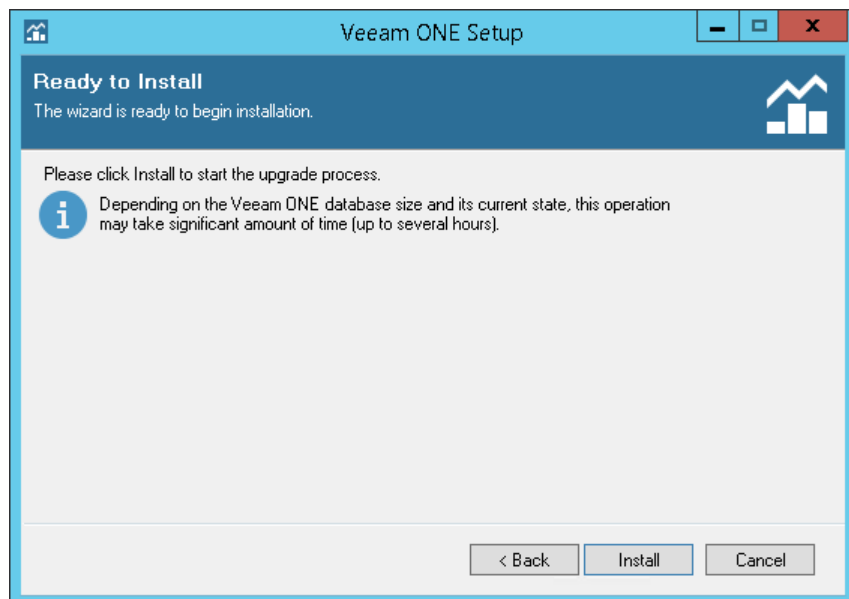 Veeam ONE Setup
Ready to Install
The wizard is ready to begin installation.
Please click Install to start the upgrade process.
Depending on the Veeam ONE database size and its current state, this operation
may take significant amount of time (up to several hours).
< Back Install Cancel